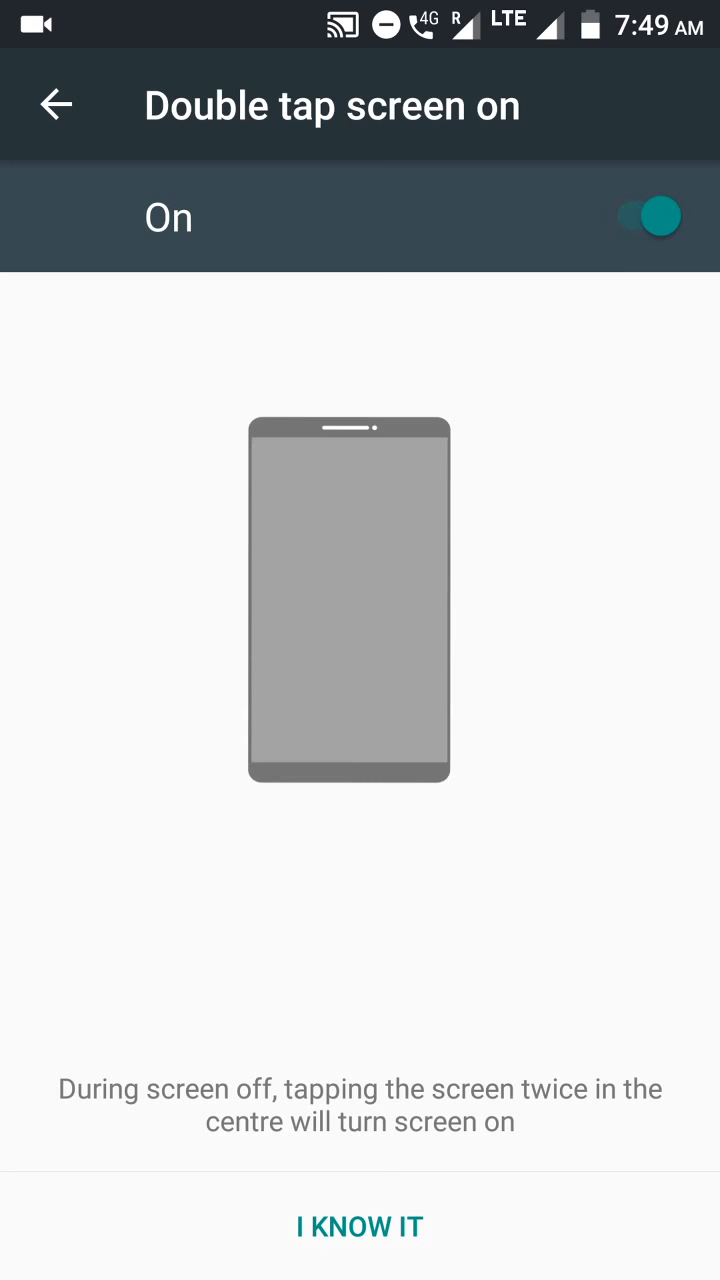 4G R LTE 7:49 AM
Double tap screen on
On
During screen off, tapping the screen twice in the
centre will turn screen on
I KNOW IT